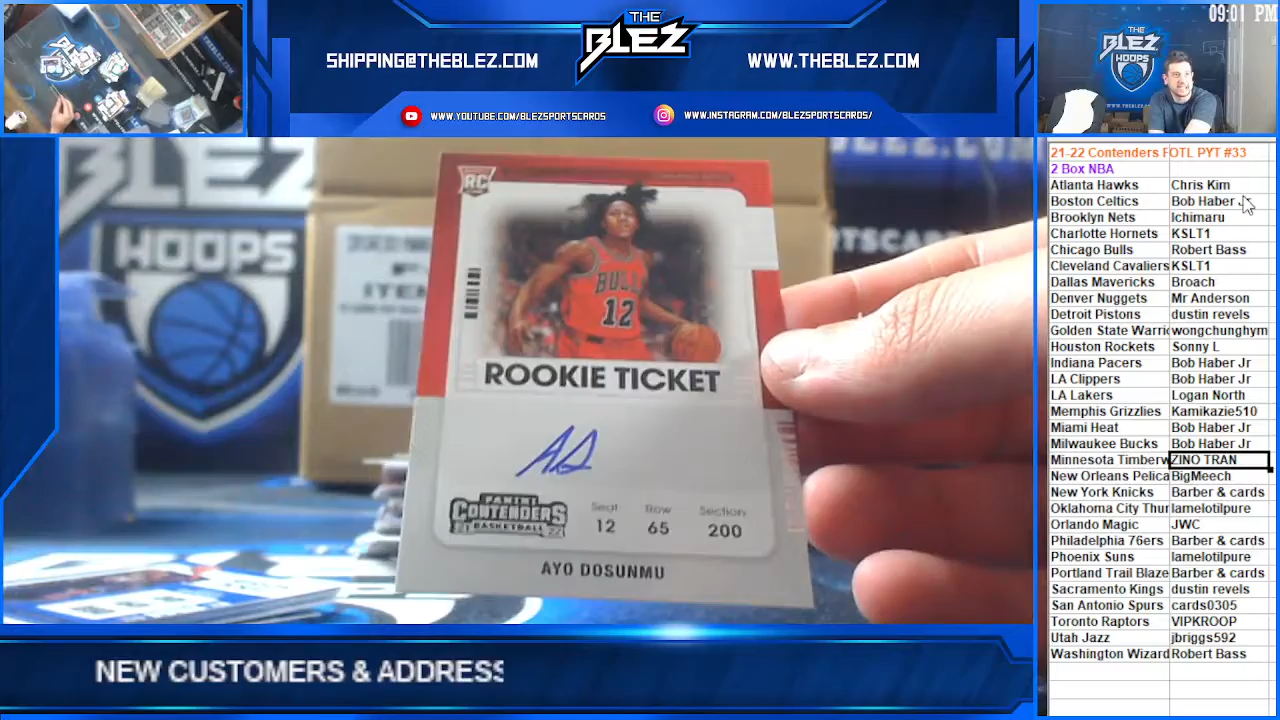 09:01 PM
THE
BLEZ
SHIPPING@THEBLEZ.COM
WWW.THEBLEZ.COM
WWW.YOUTUBE.COM/BLEZSPORTSCARDS
WWW.INSTAGRAM.COM/BLEZSPORTSCARDS/
THE
BLEZ
HOOPS
BLEZ
HOOPS
RC
BULLS
12
ROOKIE TICKET
PANINI
CONTENDERS
BASKETBALL
Seat Row Section
12 65 200
AYO DOSUNMU
21-22 Contenders FOTL PYT #33
2 Box NBA
Atlanta Hawks Chris Kim
Boston Celtics Bob Haber
Brooklyn Nets Ichimaru
Charlotte Hornets KSLT1
Chicago Bulls Robert Bass
Cleveland Cavaliers KSLT1
Dallas Mavericks Broach
Denver Nuggets Mr Anderson
Detroit Pistons dustin revels
Golden State Warri wongchunghym
Houston Rockets Sonny L
Indiana Pacers Bob Haber Jr
LA Clippers Bob Haber Jr
LA Lakers Logan North
Memphis Grizzlies Kamikazie510
Miami Heat Bob Haber Jr
Milwaukee Bucks Bob Haber Jr
Minnesota Timberw ZINO TRAN
New Orleans Pelica BigMeech
New York Knicks Barber & cards
Oklahoma City Thun lamelotilpure
Orlando Magic JWC
Philadelphia 76ers Barber & cards
Phoenix Suns lamelotilpure
Portland Trail Blaze Barber & cards
Sacramento Kings dustin revels
San Antonio Spurs cards0305
Toronto Raptors VIPKROOP
Utah Jazz jbriggs592
Washington Wizard Robert Bass
NEW CUSTOMERS & ADDRESS